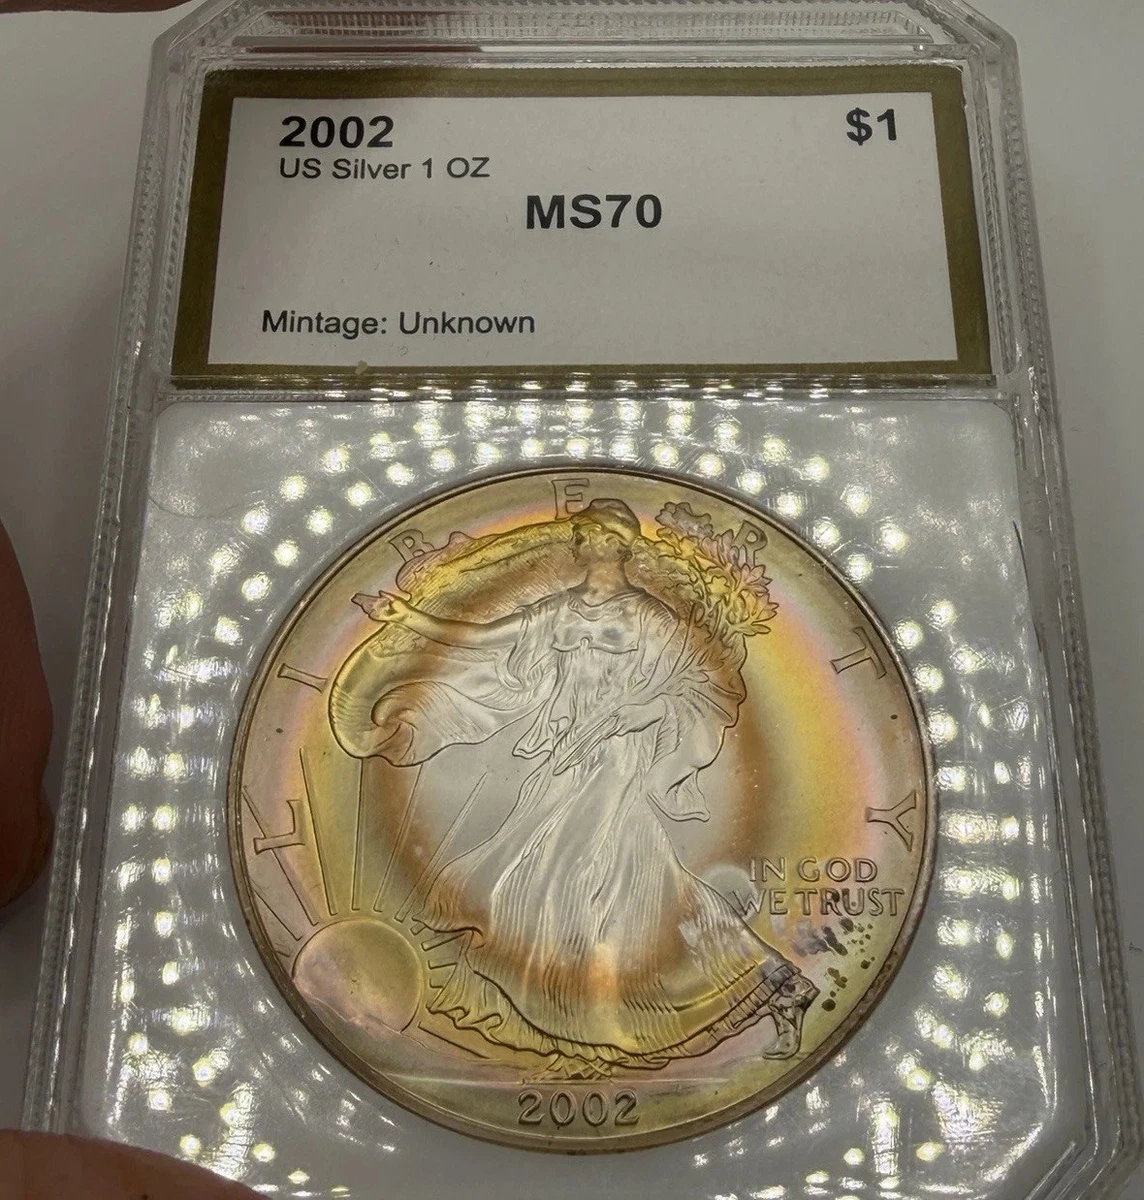 2002
$1
US Silver 1 OZ
MS70
Mintage: Unknown
LIBERTY
IN GOD
WE TRUST
2002